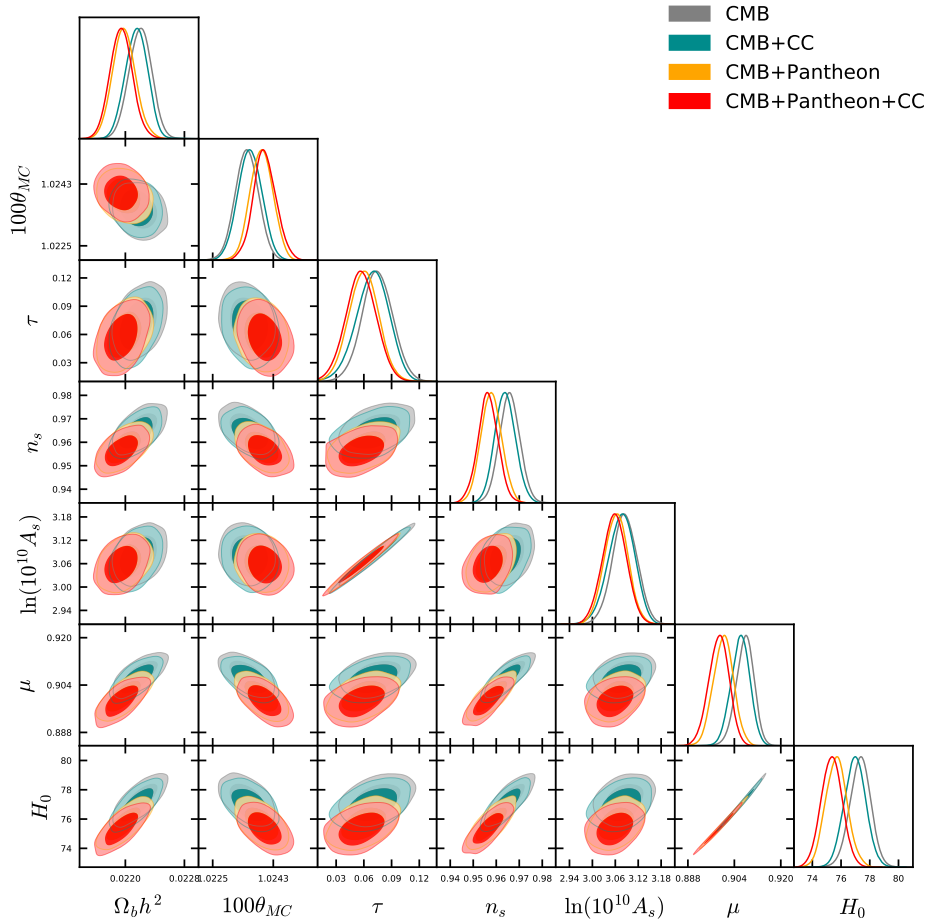 CMB
CMB+CC
CMB+Pantheon
CMB+Pantheon+CC
1.0243
1.0225
100θ_MC
0.12
0.09
0.06
0.03
τ
0.98
0.97
0.96
0.95
0.94
n_s
3.18
3.12
3.06
3.00
2.94
ln(10^10 A_s)
0.920
0.904
0.888
μ
80
78
76
74
H_0
0.0220 0.0228
1.0225 1.0243
0.03 0.06 0.09 0.12
0.94 0.95 0.96 0.97 0.98
2.94 3.00 3.06 3.12 3.18
0.888 0.904 0.920
74 76 78 80
Ω_b h^2 100θ_MC τ n_s ln(10^10 A_s) μ H_0